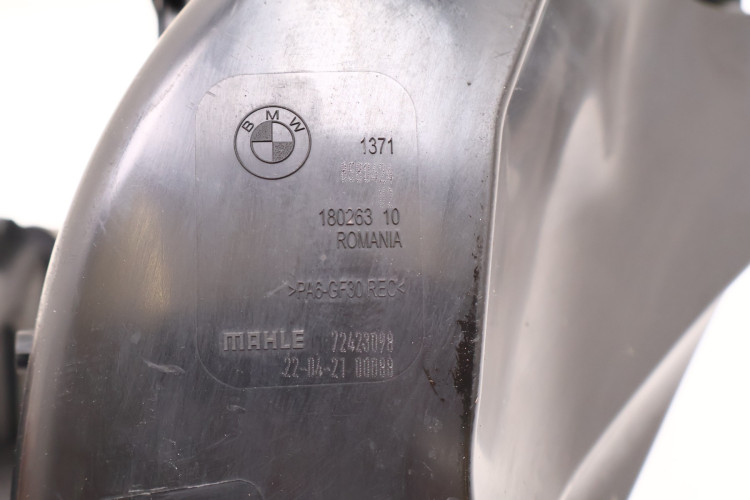 BMW
1371
180263 10
ROMANIA
>PA6-GF30 REC<
MAHLE 72423098
22-04-21 00088